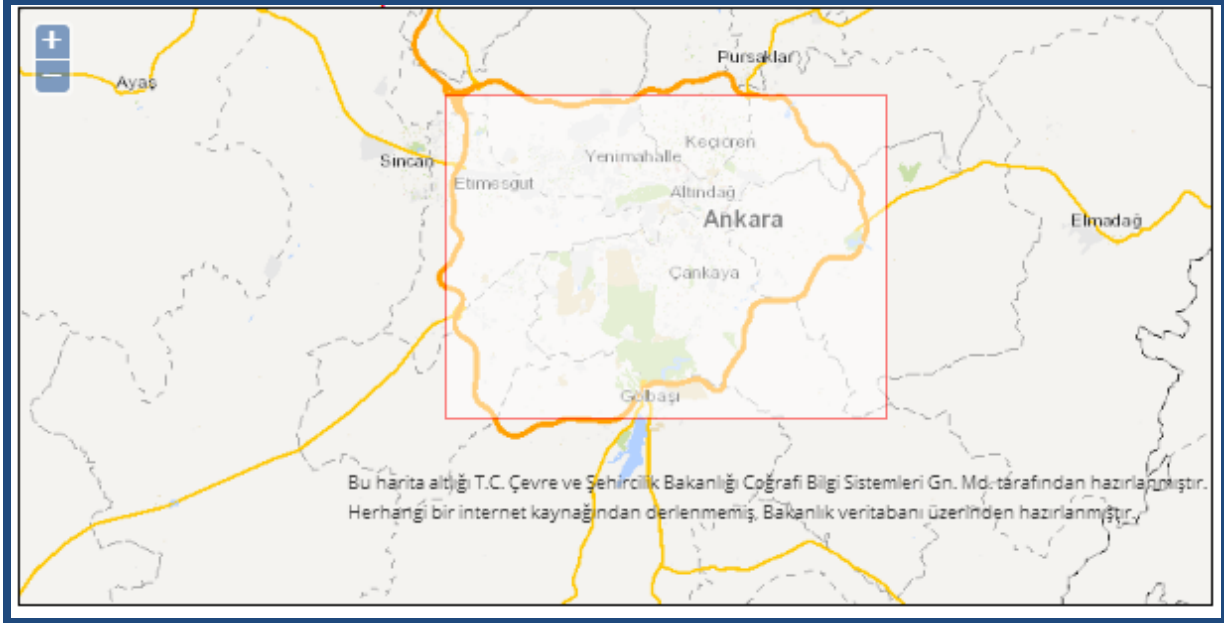 +
−
Pursaklar
Ayaş
Keçiören
Yenimahalle
Sincan
Etimesgut
Altındağ
Ankara
Elmadağ
Çankaya
Gölbaşı
Bu harita altlığı T.C. Çevre ve Şehircilik Bakanlığı Coğrafi Bilgi Sistemleri Gn. Md. tarafından hazırlanmıştır.
Herhangi bir internet kaynağından derlenmemiş, Bakanlık veritabanı üzerinden hazırlanmıştır.